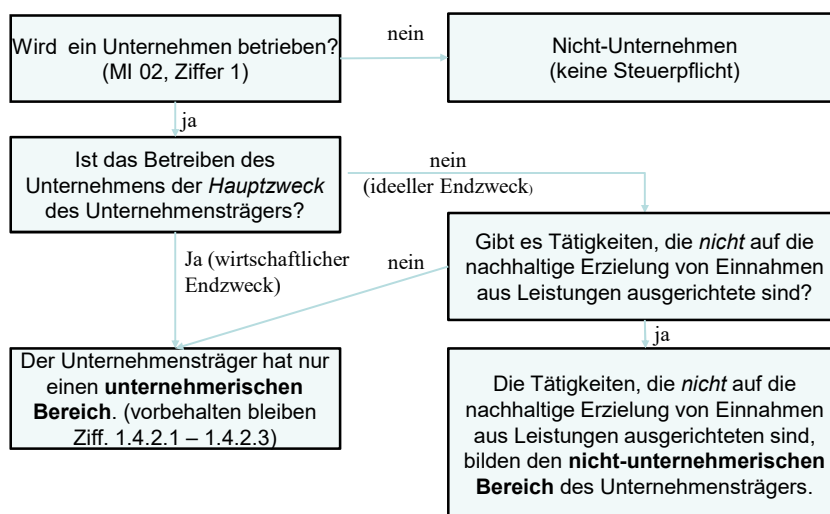 Wird ein Unternehmen betrieben?
(MI 02, Ziffer 1)
nein
Nicht-Unternehmen
(keine Steuerpflicht)
ja
Ist das Betreiben des
Unternehmens der Hauptzweck
des Unternehmensträgers?
nein
(ideeller Endzweck)
Gibt es Tätigkeiten, die nicht auf die
nachhaltige Erzielung von Einnahmen
aus Leistungen ausgerichtete sind?
Ja (wirtschaftlicher
Endzweck)
nein
ja
Der Unternehmensträger hat nur
einen unternehmerischen
Bereich. (vorbehalten bleiben
Ziff. 1.4.2.1 – 1.4.2.3)
Die Tätigkeiten, die nicht auf die
nachhaltige Erzielung von Einnahmen
aus Leistungen ausgerichteten sind,
bilden den nicht-unternehmerischen
Bereich des Unternehmensträgers.